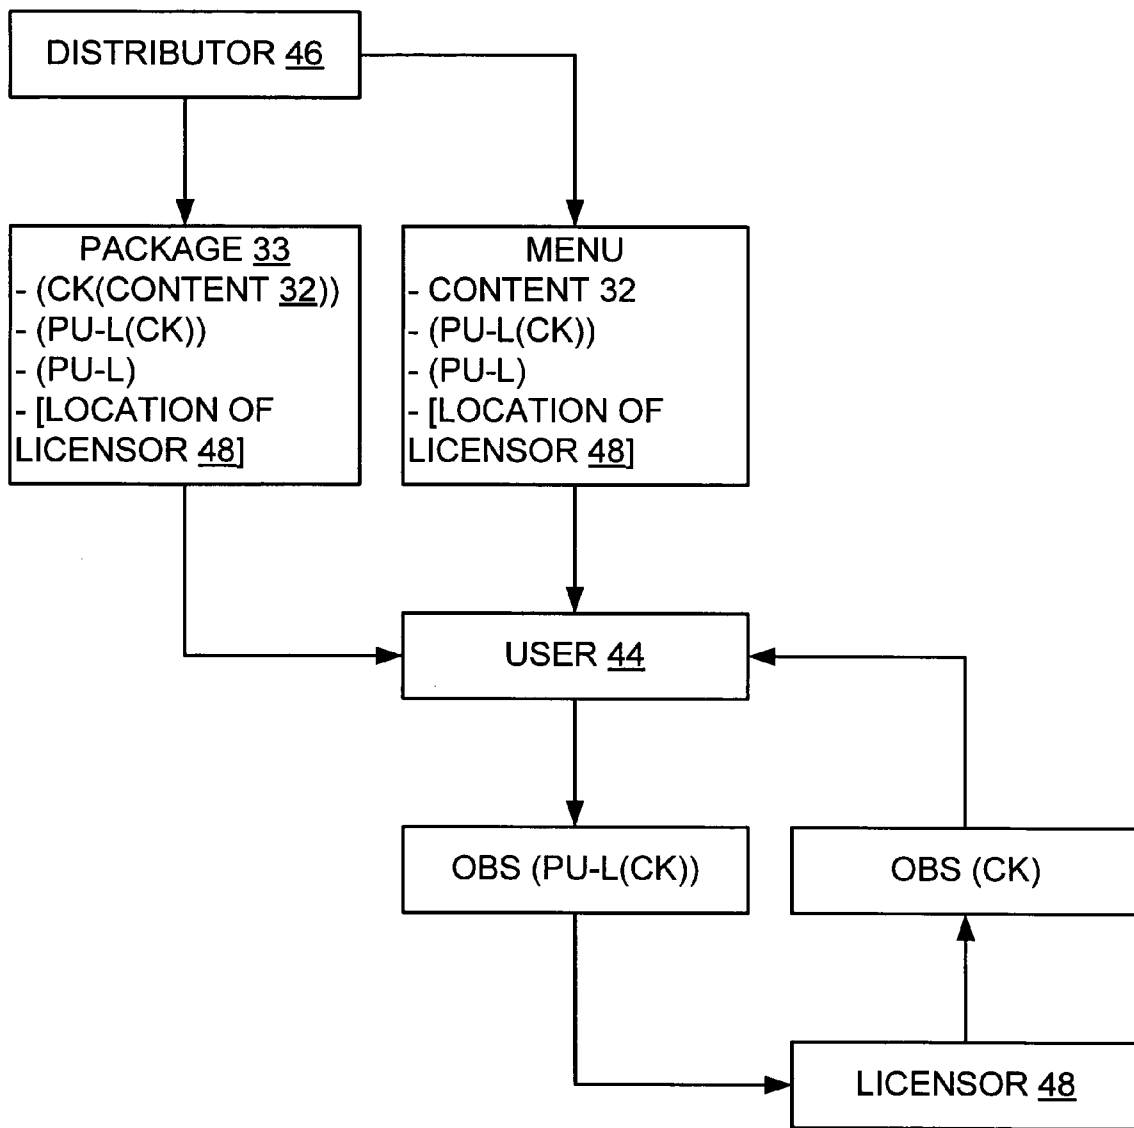 DISTRIBUTOR 46
PACKAGE 33
- (CK(CONTENT 32))
- (PU-L(CK))
- (PU-L)
- [LOCATION OF
LICENSOR 48]
MENU
- CONTENT 32
- (PU-L(CK))
- (PU-L)
- [LOCATION OF
LICENSOR 48]
USER 44
OBS (PU-L(CK))
OBS (CK)
LICENSOR 48